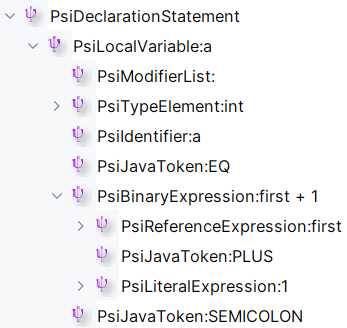 PsiDeclarationStatement
PsiLocalVariable:a
PsiModifierList:
PsiTypeElement:int
PsiIdentifier:a
PsiJavaToken:EQ
PsiBinaryExpression:first + 1
PsiReferenceExpression:first
PsiJavaToken:PLUS
PsiLiteralExpression:1
PsiJavaToken:SEMICOLON